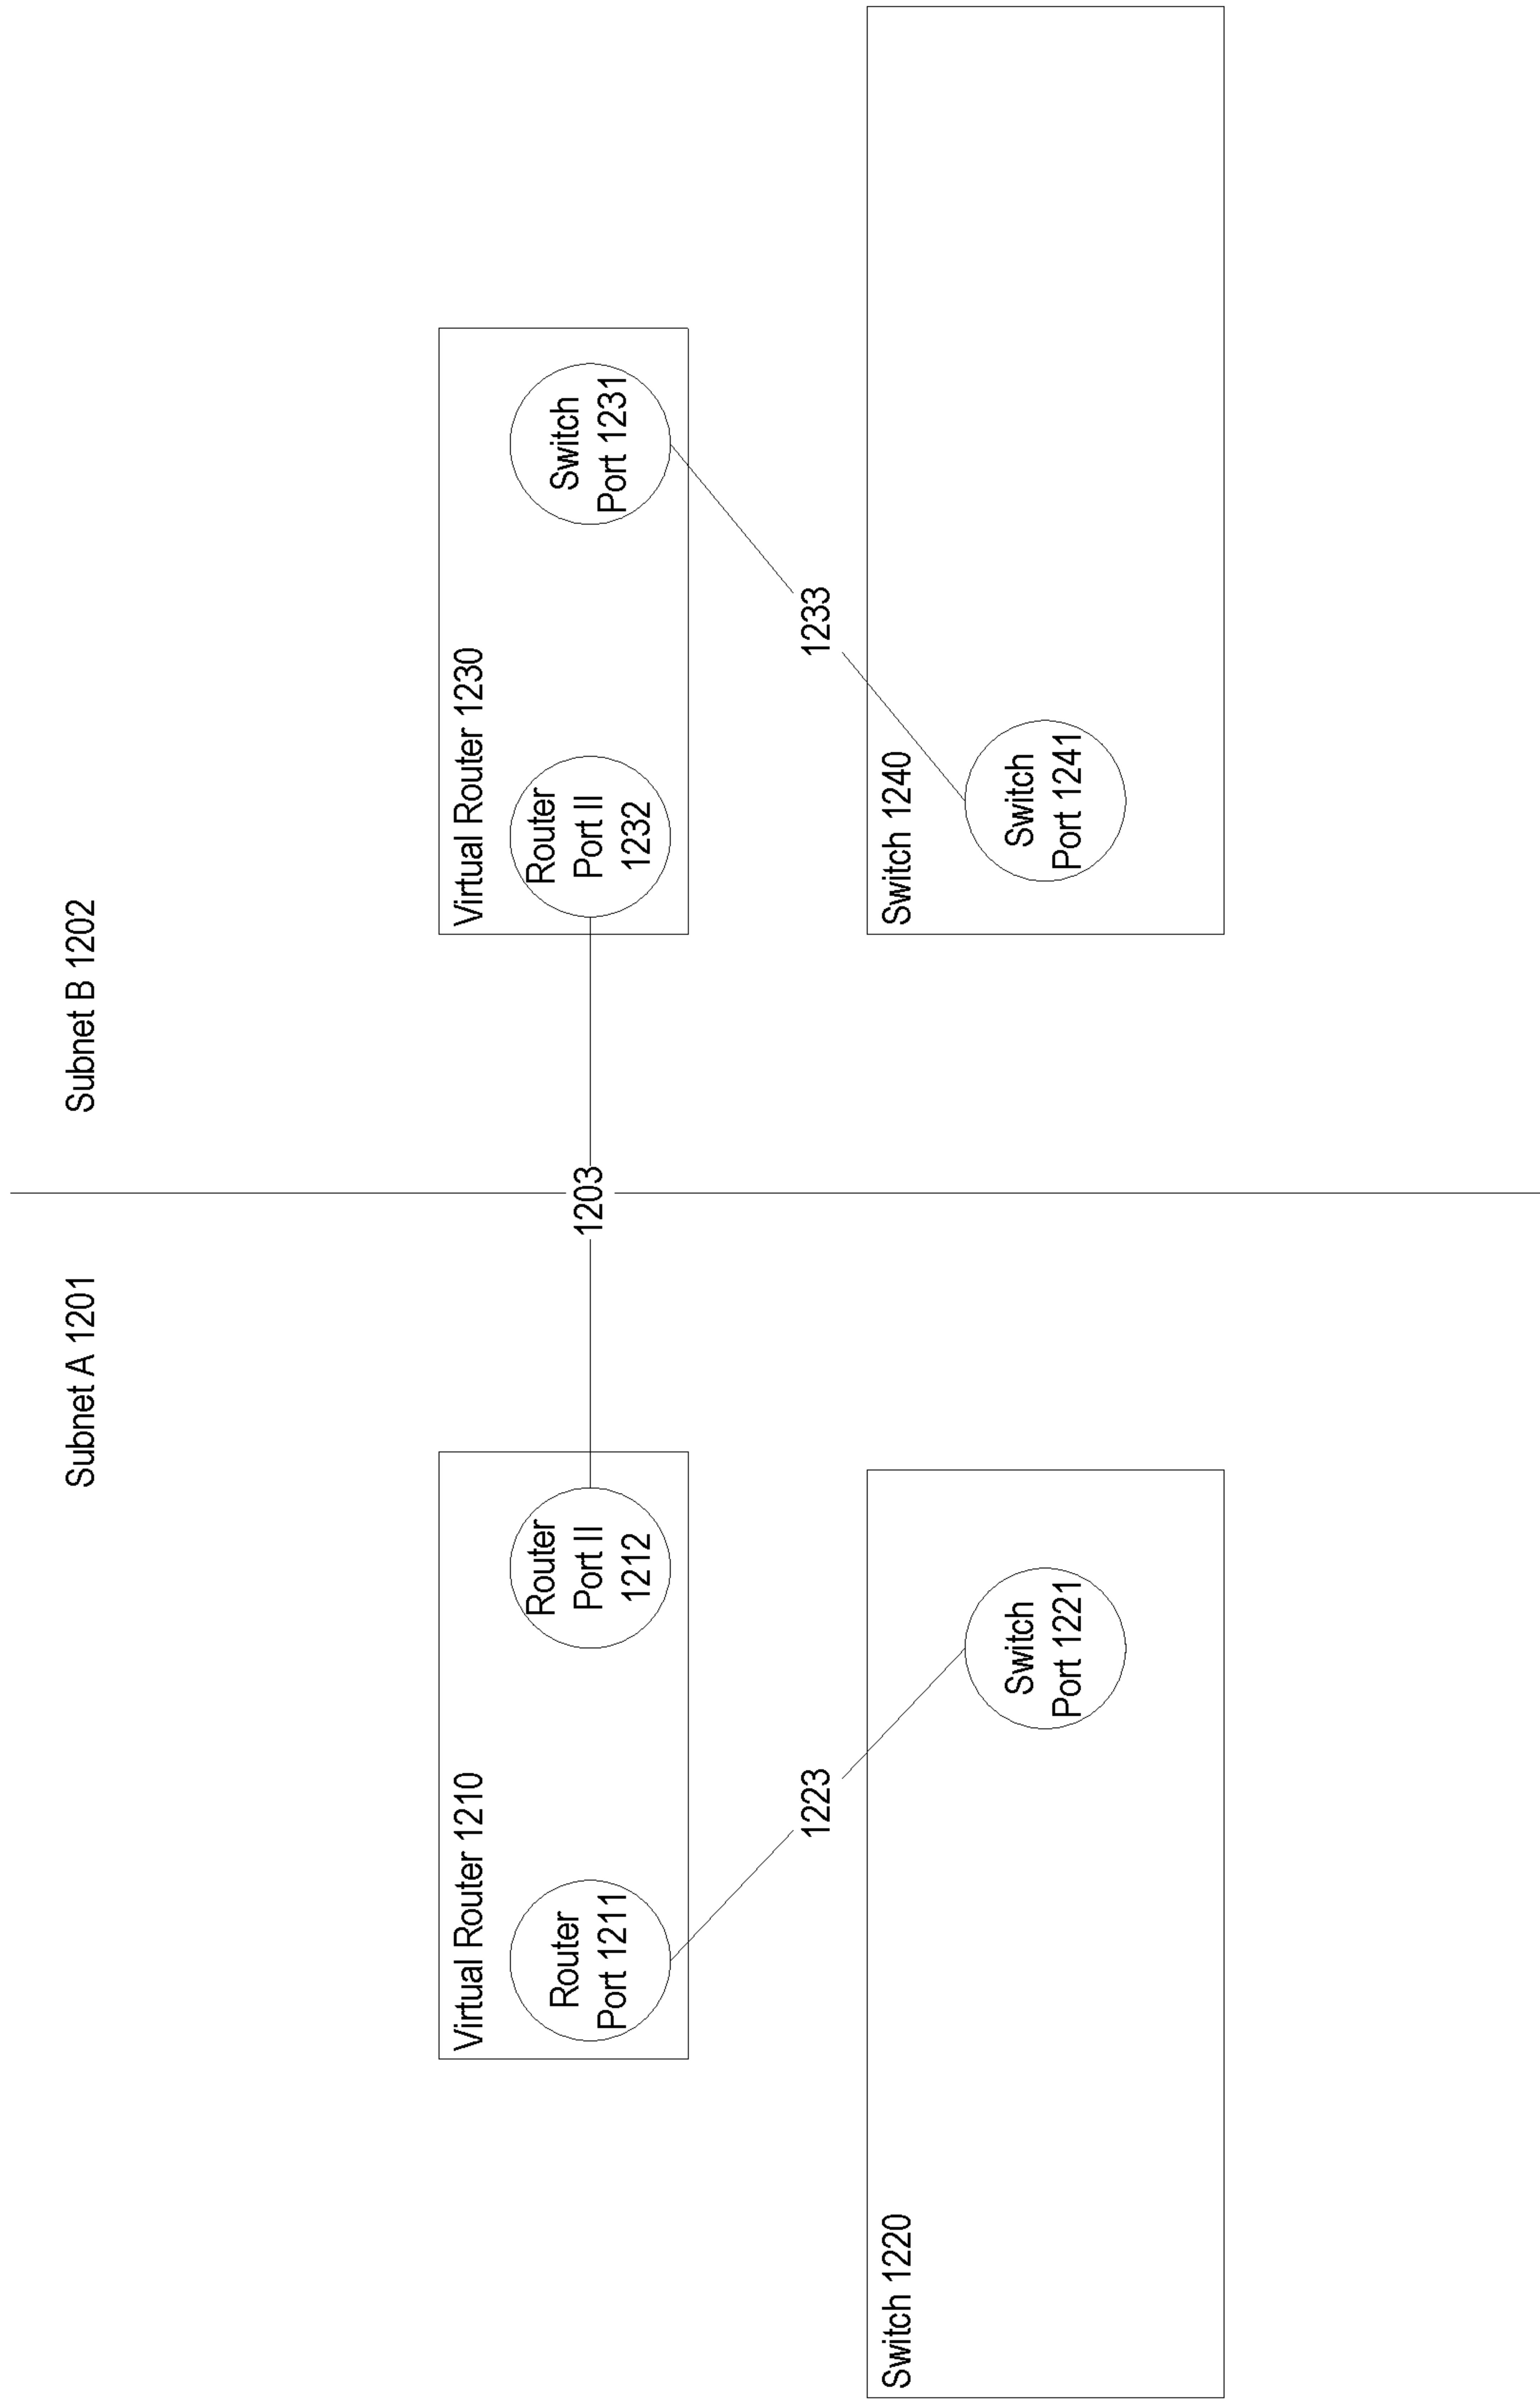 Subnet A 1201
Subnet B 1202
Virtual Router 1210
Router
Port 1211
Router
Port II
1212
1203
Virtual Router 1230
Router
Port II
1232
Switch
Port 1231
1223
1233
Switch 1220
Switch
Port 1221
Switch 1240
Switch
Port 1241